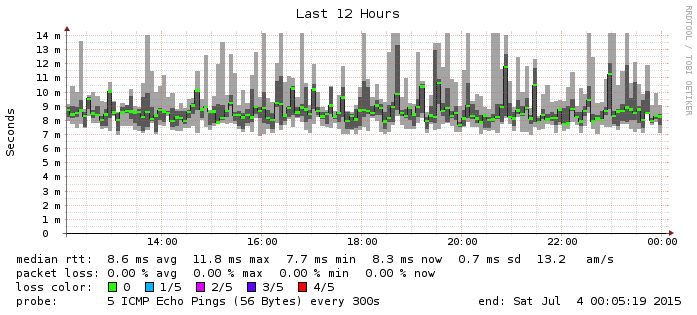 Last 12 Hours
RRDTOOL / TOBI OETIKER
Seconds
14 m
13 m
12 m
11 m
10 m
9 m
8 m
7 m
6 m
5 m
4 m
3 m
2 m
1 m
0
14:00 16:00 18:00 20:00 22:00 00:00
median rtt: 8.6 ms avg 11.8 ms max 7.7 ms min 8.3 ms now 0.7 ms sd 13.2 am/s
packet loss: 0.00 % avg 0.00 % max 0.00 % min 0.00 % now
loss color: 0 1/5 2/5 3/5 4/5
probe: 5 ICMP Echo Pings (56 Bytes) every 300s end: Sat Jul 4 00:05:19 2015